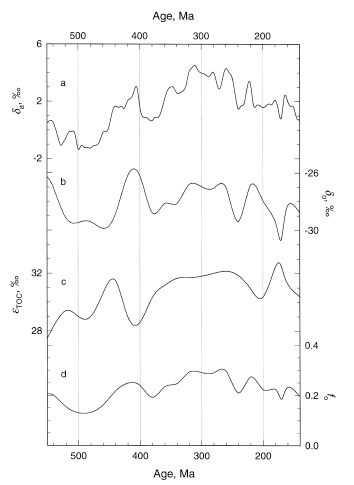 Age, Ma
500 400 300 200
6
a
2
δa, ‰
-2
-26
b
δo, ‰
-30
32
c
εTOC, ‰
28
0.4
d
0.2
fo
0.0
500 400 300 200
Age, Ma